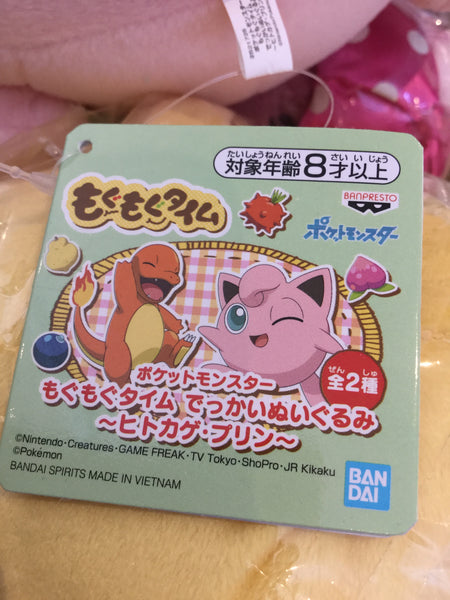 たいしょうねんれい さい い じょう
対象年齢8才以上
もぐもぐタイム
BANPRESTO
ポケットモンスター
ポケットモンスター
もぐもぐタイム でっかいぬいぐるみ
〜ヒトカゲ・プリン〜
ぜん しゅ
全2種
©Nintendo・Creatures・GAME FREAK・TV Tokyo・ShoPro・JR Kikaku
©Pokémon
BANDAI SPIRITS MADE IN VIETNAM
BAN
DAI